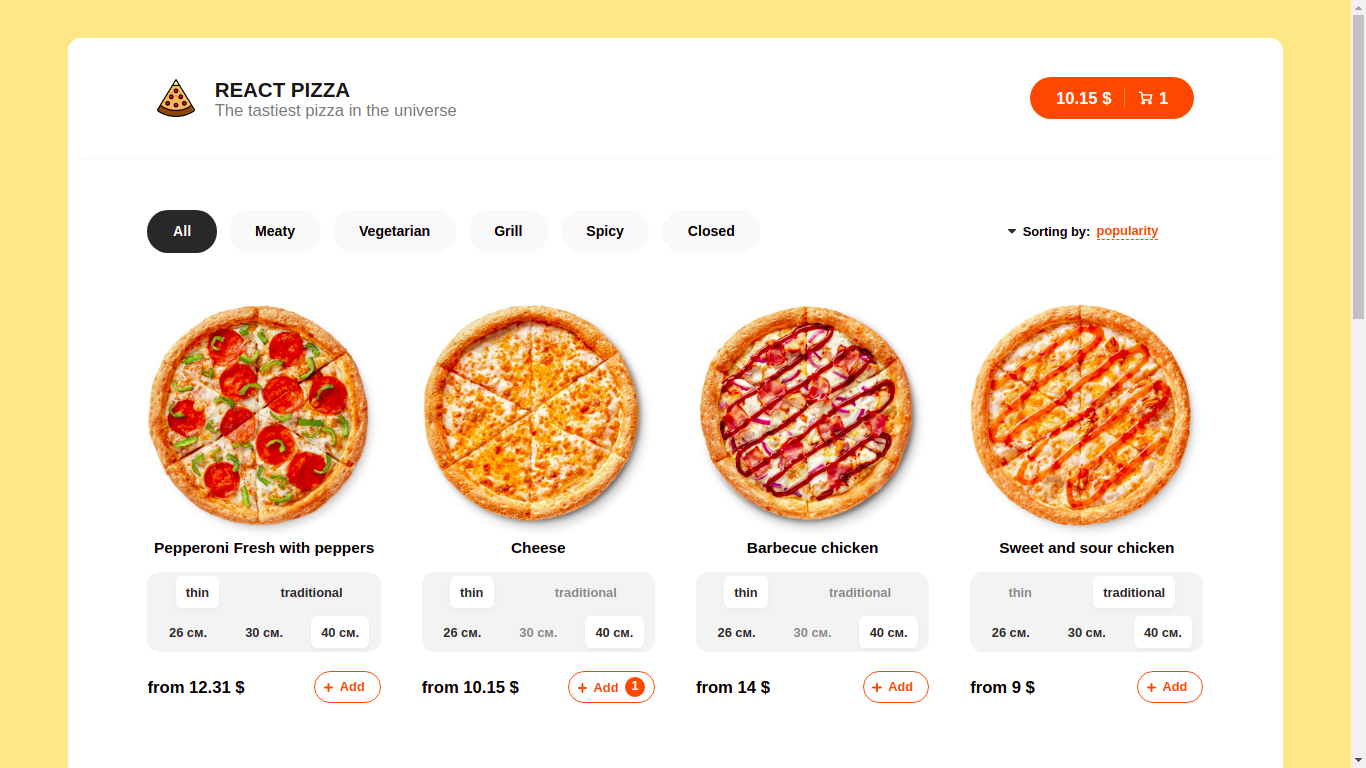 REACT PIZZA
The tastiest pizza in the universe
10.15 $ 1
All Meaty Vegetarian Grill Spicy Closed
Sorting by: popularity
Pepperoni Fresh with peppers
thin traditional
26 см. 30 см. 40 см.
from 12.31 $ + Add
Cheese
thin traditional
26 см. 30 см. 40 см.
from 10.15 $ + Add 1
Barbecue chicken
thin traditional
26 см. 30 см. 40 см.
from 14 $ + Add
Sweet and sour chicken
thin traditional
26 см. 30 см. 40 см.
from 9 $ + Add